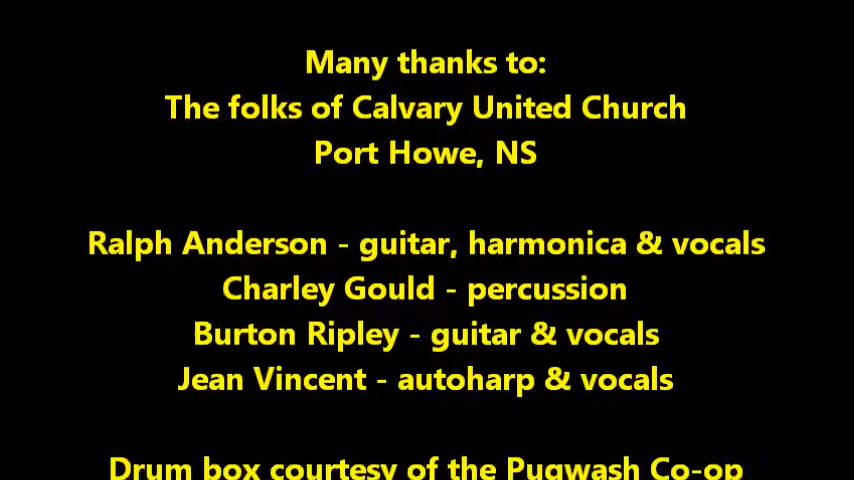 Many thanks to:
The folks of Calvary United Church
Port Howe, NS
Ralph Anderson - guitar, harmonica & vocals
Charley Gould - percussion
Burton Ripley - guitar & vocals
Jean Vincent - autoharp & vocals
Drum box courtesy of the Pugwash Co-op